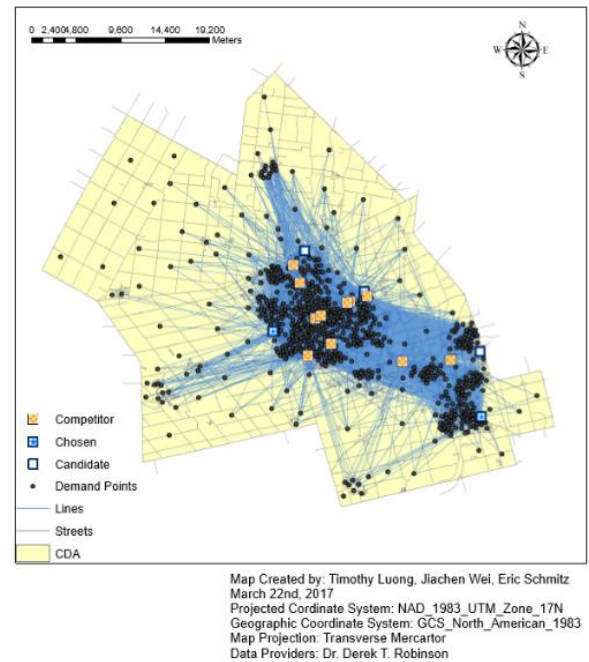 0 2,4004,800 9,600 14,400 19,200
Meters
N
W E
S
Competitor
Chosen
Candidate
Demand Points
Lines
Streets
CDA
Map Created by: Timothy Luong, Jiachen Wei, Eric Schmitz
March 22nd, 2017
Projected Cordinate System: NAD_1983_UTM_Zone_17N
Geographic Coordinate System: GCS_North_American_1983
Map Projection: Transverse Mercartor
Data Providers: Dr. Derek T. Robinson